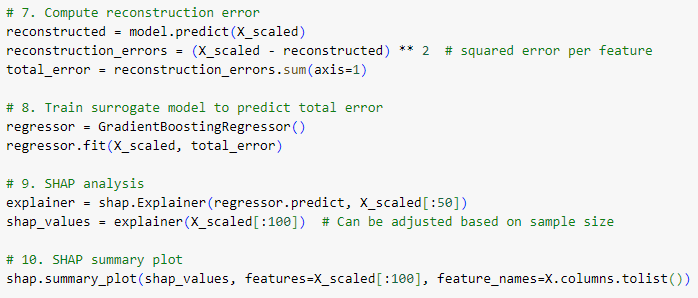 # 7. Compute reconstruction error
reconstructed = model.predict(X_scaled)
reconstruction_errors = (X_scaled - reconstructed) ** 2  # squared error per feature
total_error = reconstruction_errors.sum(axis=1)
# 8. Train surrogate model to predict total error
regressor = GradientBoostingRegressor()
regressor.fit(X_scaled, total_error)
# 9. SHAP analysis
explainer = shap.Explainer(regressor.predict, X_scaled[:50])
shap_values = explainer(X_scaled[:100])  # Can be adjusted based on sample size
# 10. SHAP summary plot
shap.summary_plot(shap_values, features=X_scaled[:100], feature_names=X.columns.tolist())